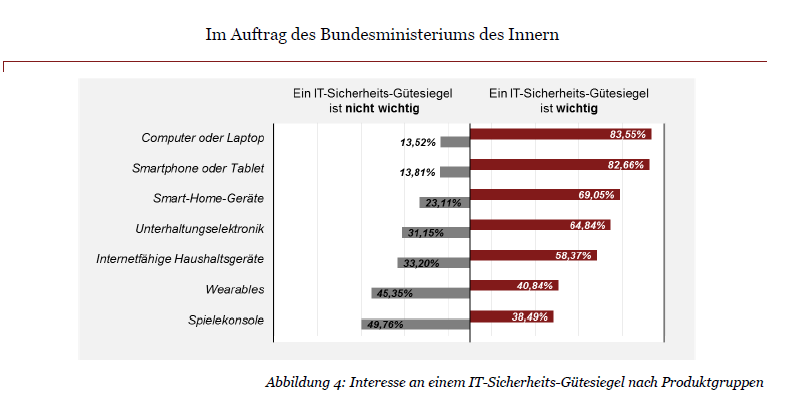 Im Auftrag des Bundesministeriums des Innern
Ein IT-Sicherheits-Gütesiegel
ist nicht wichtig
Ein IT-Sicherheits-Gütesiegel
ist wichtig
Computer oder Laptop 13,52% 83,55%
Smartphone oder Tablet 13,81% 82,66%
Smart-Home-Geräte 23,11% 69,05%
Unterhaltungselektronik 31,15% 64,84%
Internetfähige Haushaltsgeräte 33,20% 58,37%
Wearables 45,35% 40,84%
Spielekonsole 49,76% 38,49%
Abbildung 4: Interesse an einem IT-Sicherheits-Gütesiegel nach Produktgruppen